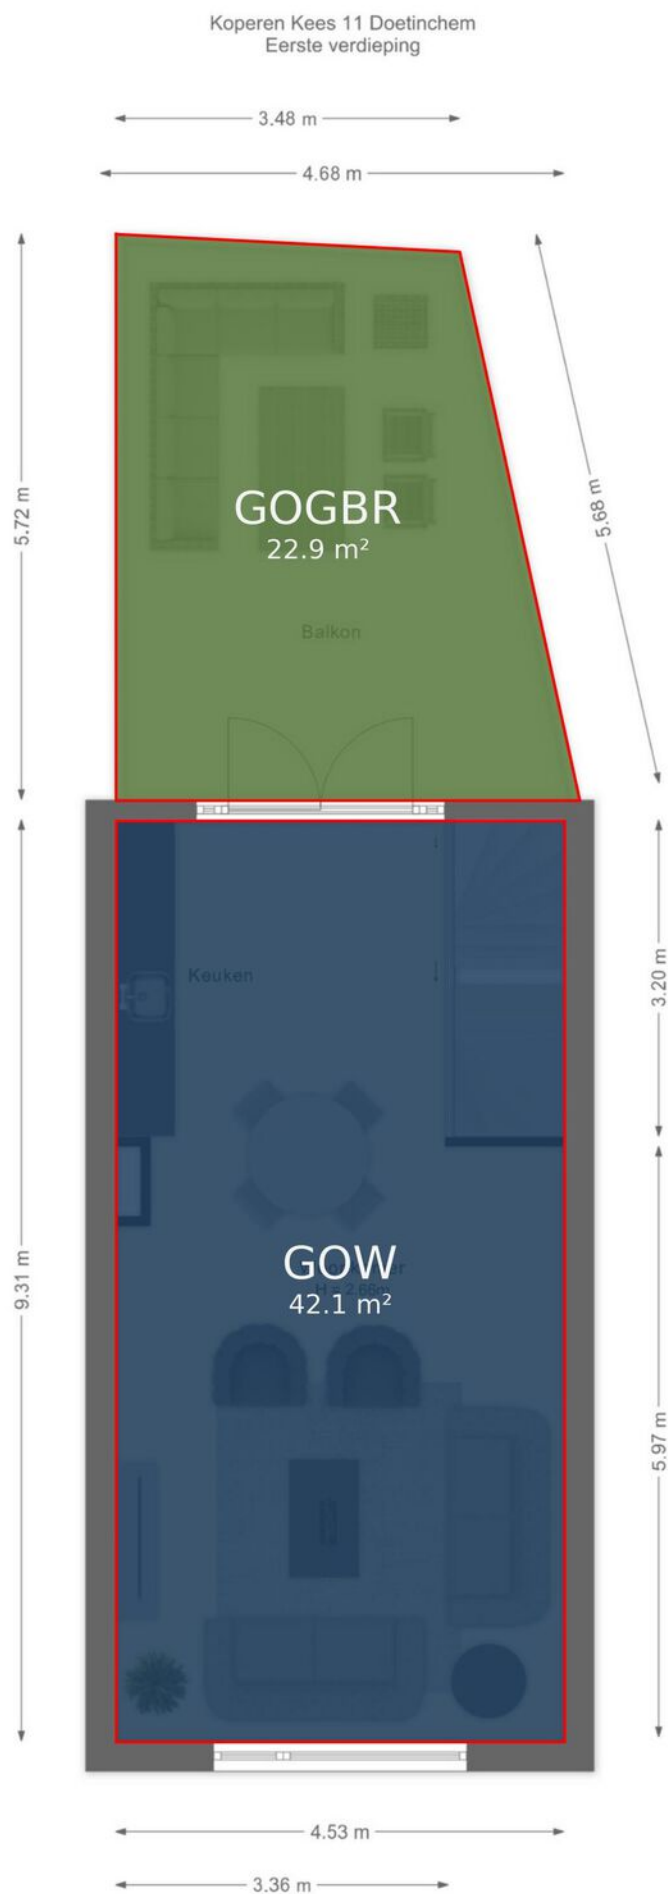 Koperen Kees 11 Doetinchem
Eerste verdieping
3.48 m
4.68 m
5.72 m
5.68 m
GOGBR
22.9 m²
Balkon
Keuken
3.20 m
9.31 m
GOW
42.1 m²
5.97 m
4.53 m
3.36 m